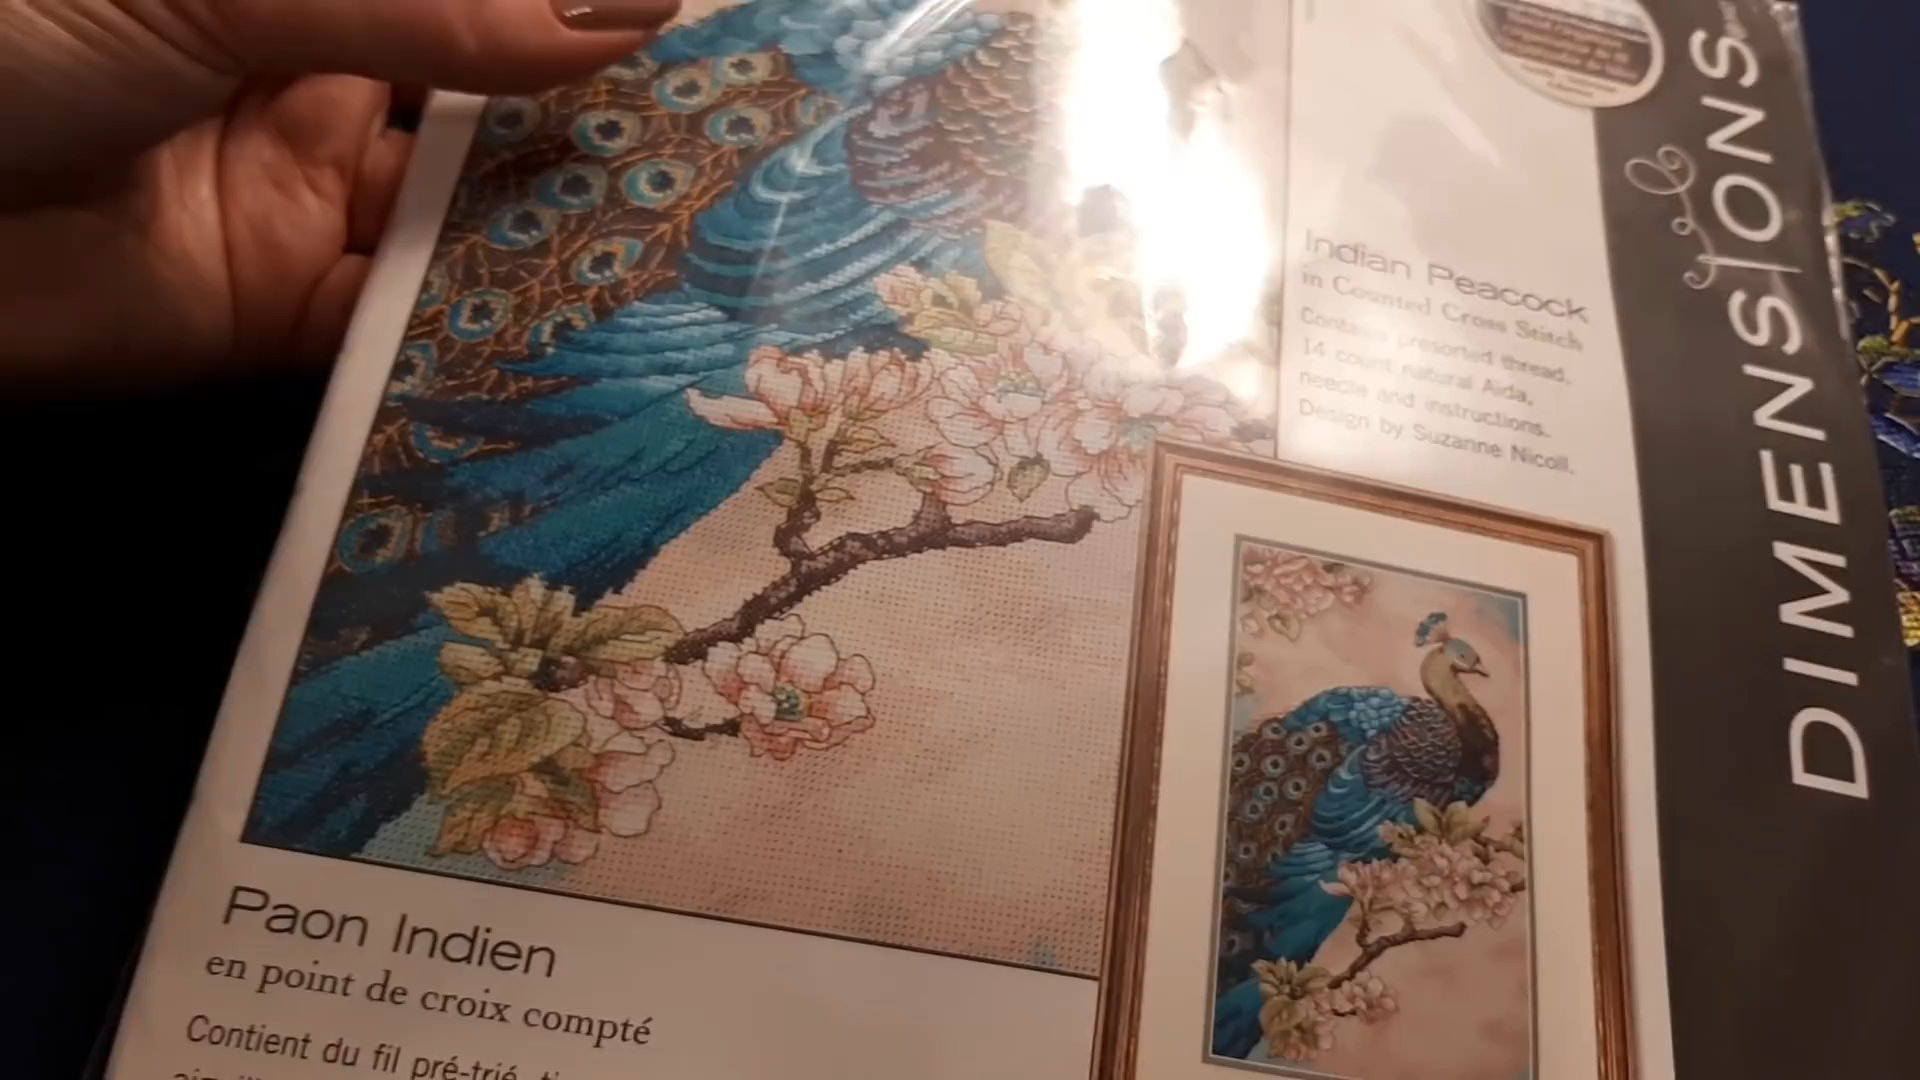 DIMENSIONS
Indian Peacock
in Counted Cross Stitch
Contains presorted thread,
14 count natural Aida,
needle and instructions.
Design by Suzanne Nicoll.
Paon Indien
en point de croix compté
Contient du fil pré-trié,